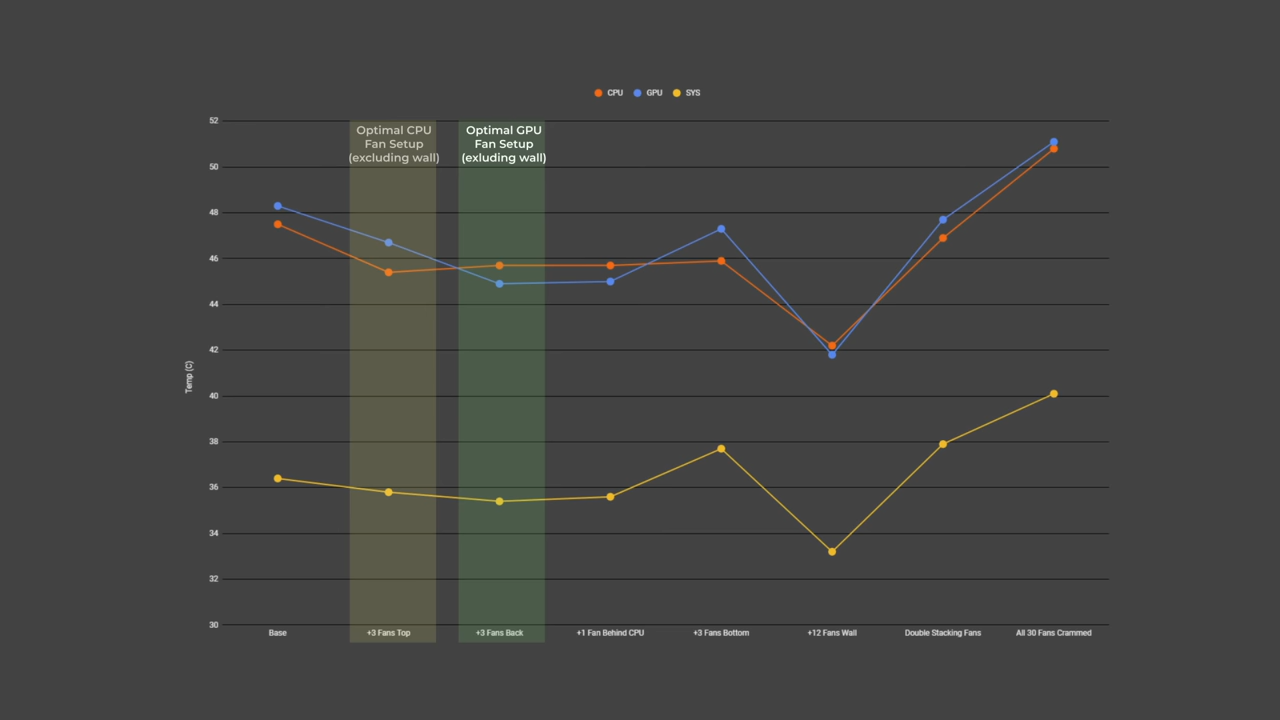 CPU GPU SYS
52
Optimal CPU
Fan Setup
(excluding wall)
Optimal GPU
Fan Setup
(exluding wall)
50
48
46
44
42
Temp (C)
40
38
36
34
32
30
Base +3 Fans Top +3 Fans Back +1 Fan Behind CPU +3 Fans Bottom +12 Fans Wall Double Stacking Fans All 30 Fans Crammed